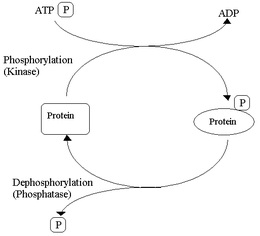 ATP P
ADP
Phosphorylation
(Kinase)
P
Protein
Protein
Dephosphorylation
(Phosphatase)
P